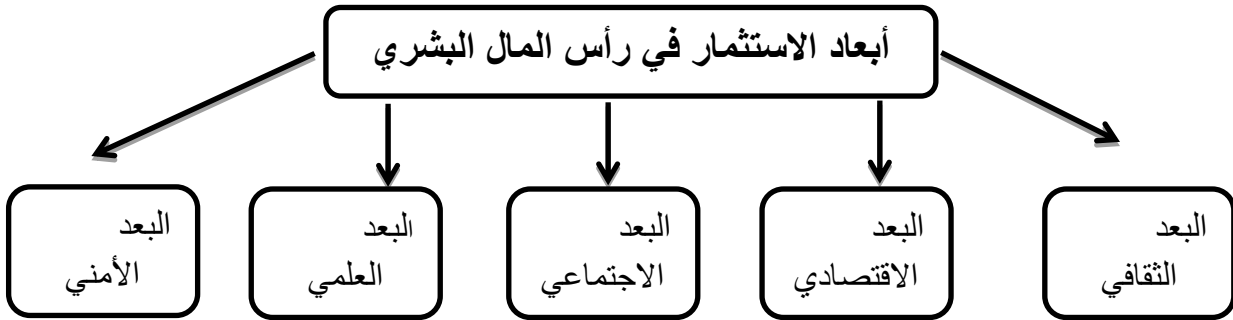 أبعاد الاستثمار في رأس المال البشري
البعد
الثقافي
البعد
الاقتصادي
البعد
الاجتماعي
البعد
العلمي
البعد
الأمني